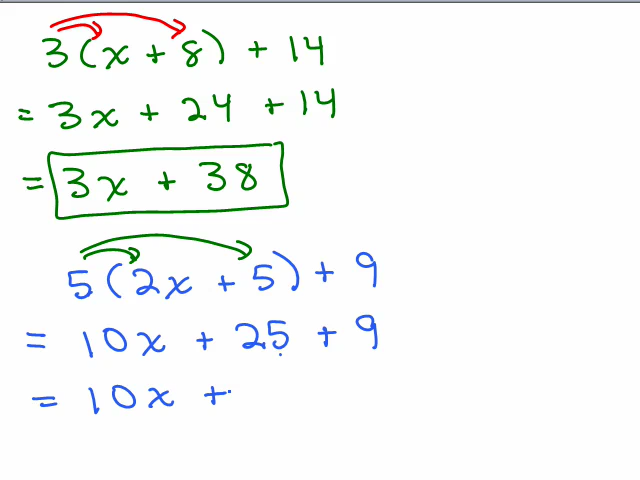 3(x + 8) + 14
= 3x + 24 + 14
= 3x + 38
5(2x + 5) + 9
= 10x + 25 + 9
= 10x +